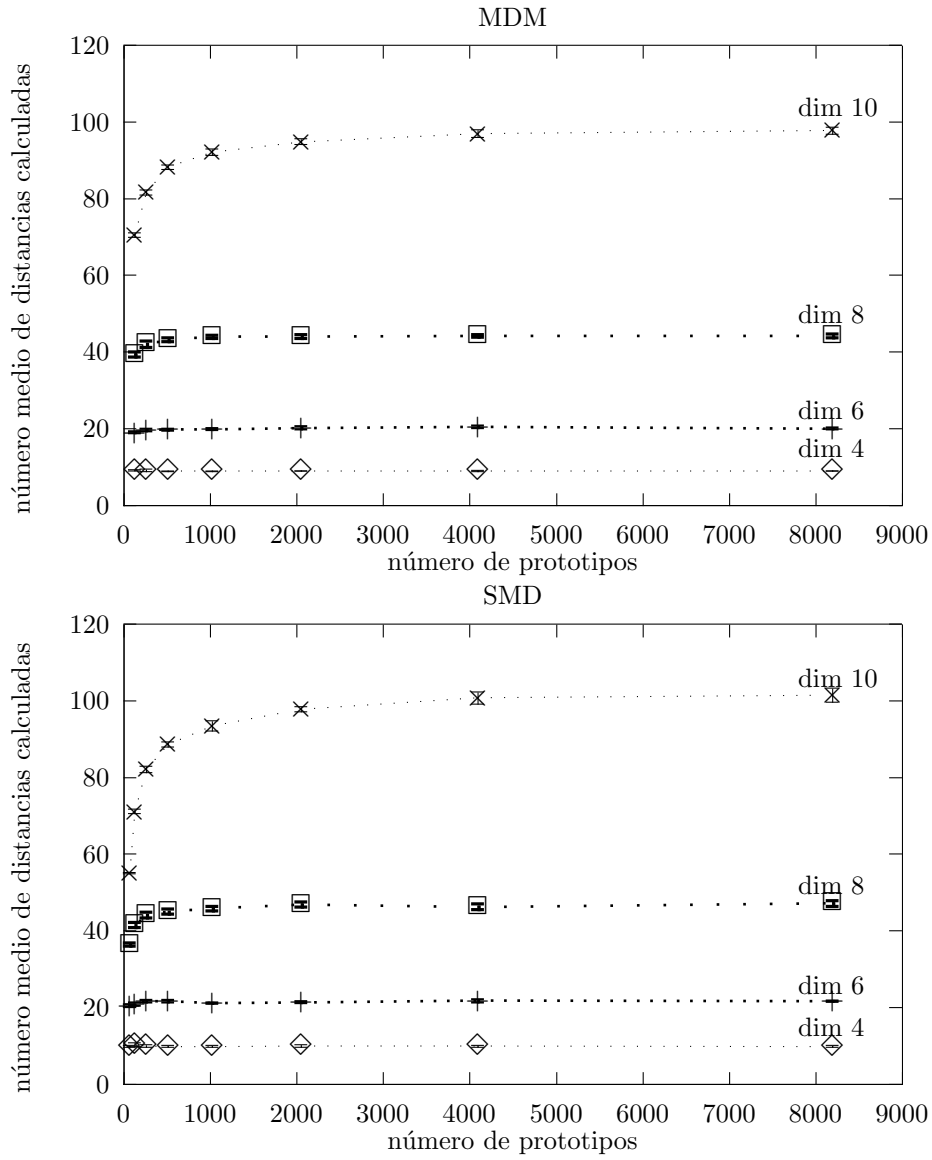 MDM
número medio de distancias calculadas
120
100
80
60
40
20
0
dim 10
dim 8
dim 6
dim 4
0 1000 2000 3000 4000 5000 6000 7000 8000 9000
número de prototipos
SMD
número medio de distancias calculadas
120
100
80
60
40
20
0
dim 10
dim 8
dim 6
dim 4
0 1000 2000 3000 4000 5000 6000 7000 8000 9000
número de prototipos